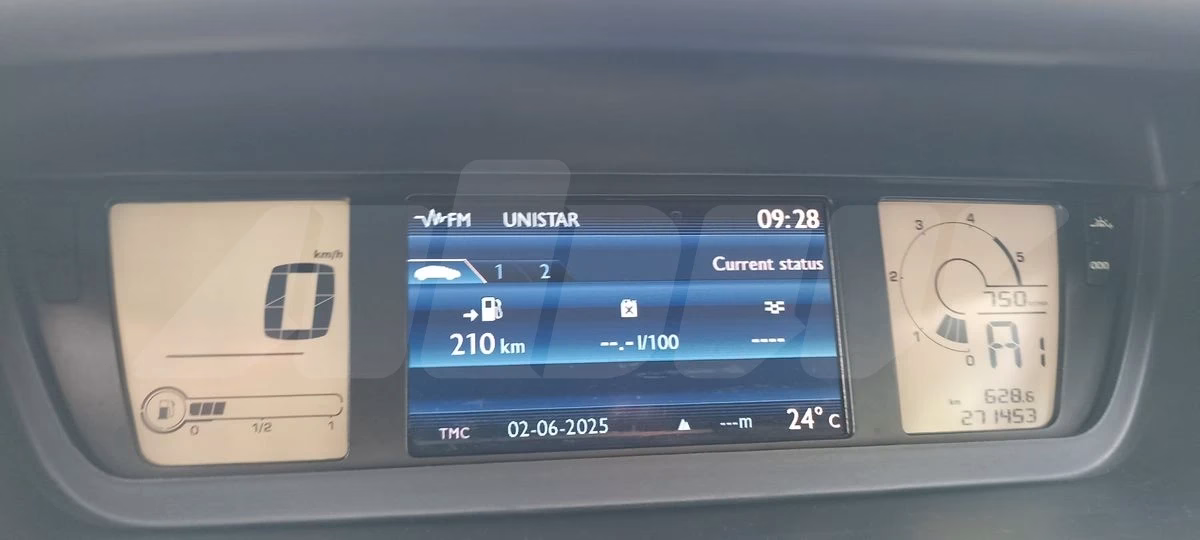 FM UNISTAR 09:28
1 2 Current status
210 km --.- l/100 ----
TMC 02-06-2025 ---m 24° C
km/h
0
0 1/2 1
0 1 2 3 4 5
750
A1
km 628.6
271453